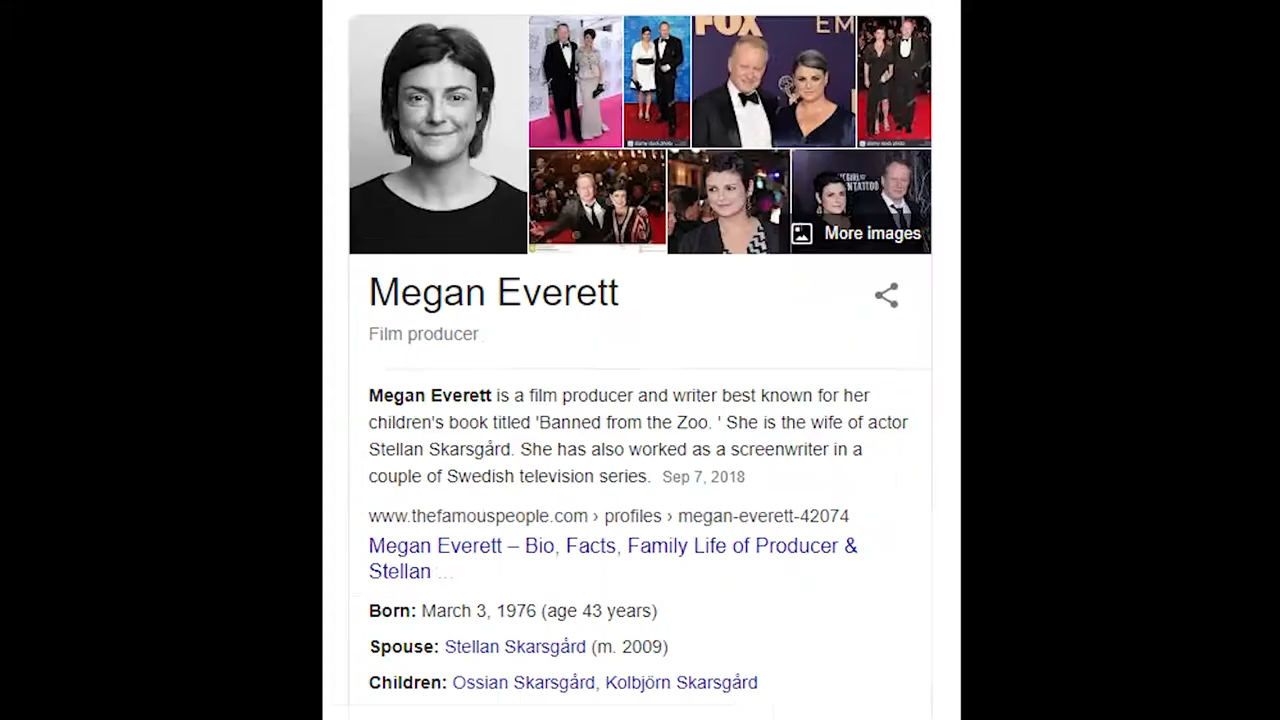 FOX
EM
More images
Megan Everett
Film producer
Megan Everett is a film producer and writer best known for her
children's book titled 'Banned from the Zoo. ' She is the wife of actor
Stellan Skarsgård. She has also worked as a screenwriter in a
couple of Swedish television series. Sep 7, 2018
www.thefamouspeople.com › profiles › megan-everett-42074
Megan Everett – Bio, Facts, Family Life of Producer &
Stellan ...
Born: March 3, 1976 (age 43 years)
Spouse: Stellan Skarsgård (m. 2009)
Children: Ossian Skarsgård, Kolbjörn Skarsgård